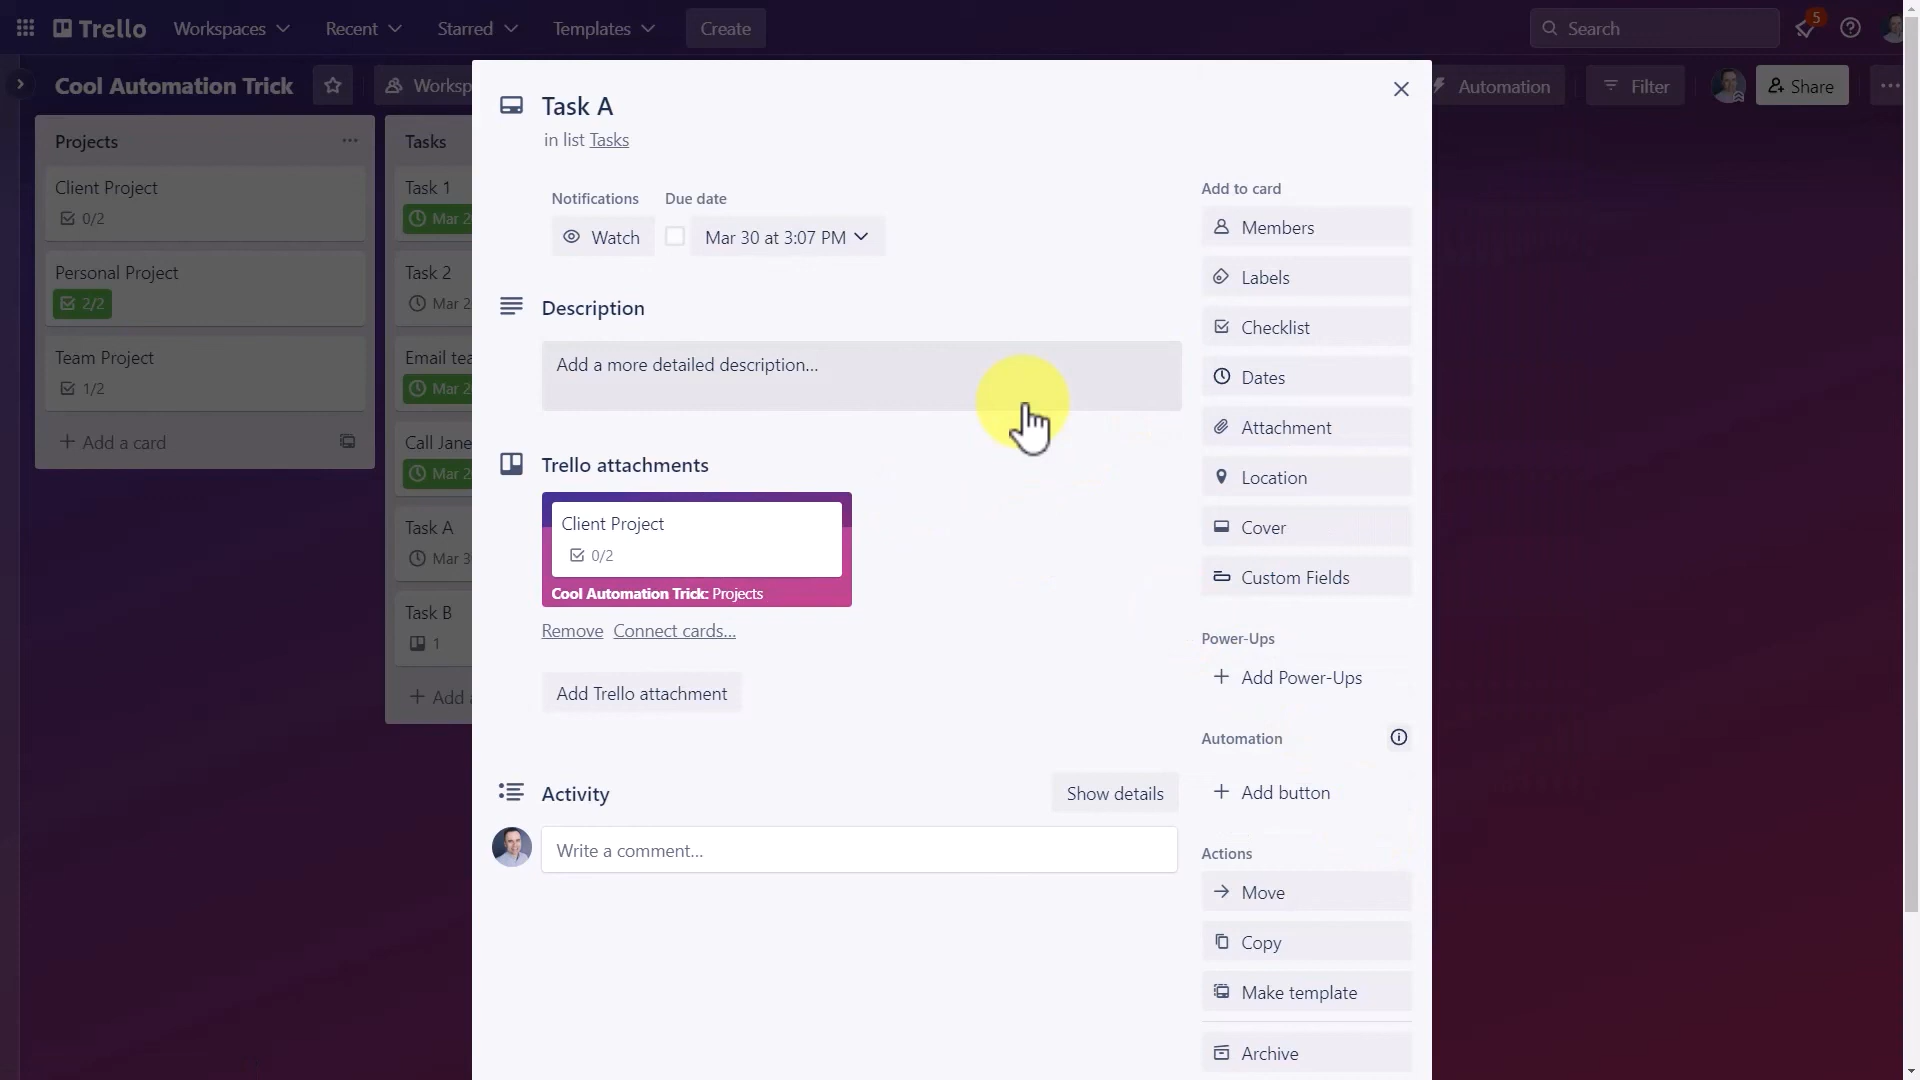 Trello Workspaces Recent Starred Templates Create Search 5
Cool Automation Trick Worksp Automation Filter Share
Projects
Client Project
0/2
Personal Project
2/2
Team Project
1/2
Add a card
Tasks
Task 1
Mar 2
Task 2
Mar 2
Email tea
Mar 2
Call Jane
Mar 2
Task A
Mar 3
Task B
1
Add a
Task A
in list Tasks
Notifications Due date
Watch Mar 30 at 3:07 PM
Description
Add a more detailed description...
Trello attachments
Client Project
0/2
Cool Automation Trick: Projects
Remove Connect cards...
Add Trello attachment
Activity Show details
Write a comment...
Add to card
Members
Labels
Checklist
Dates
Attachment
Location
Cover
Custom Fields
Power-Ups
Add Power-Ups
Automation
Add button
Actions
Move
Copy
Make template
Archive